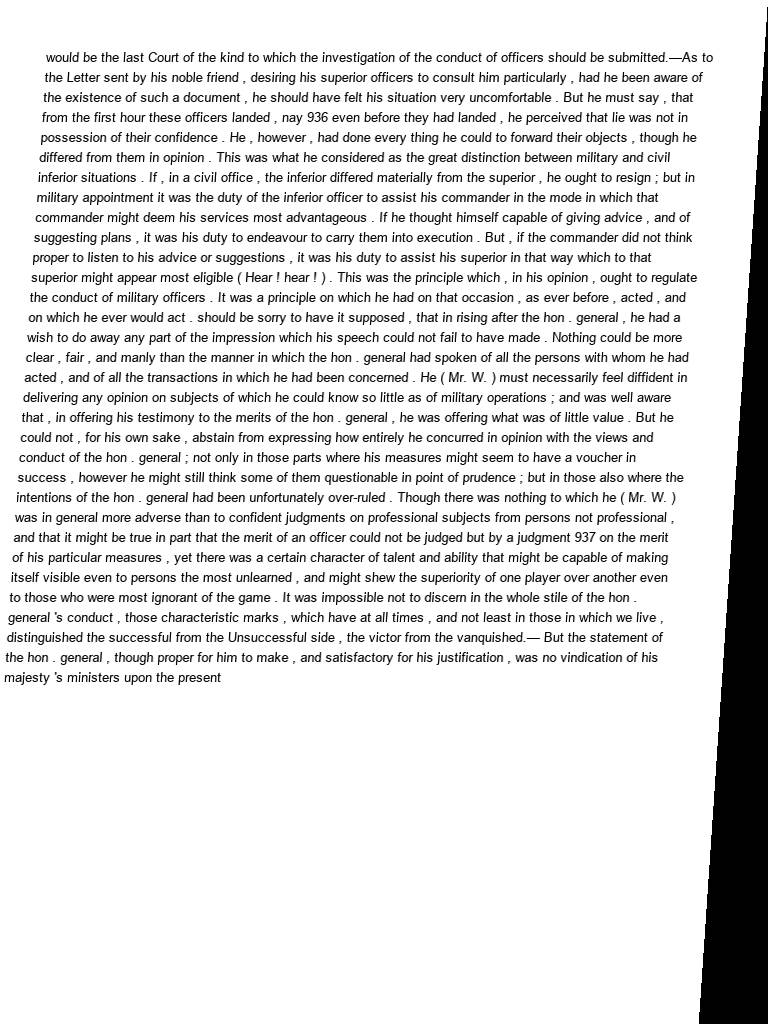 would be the last Court of the kind to which the investigation of the conduct of officers should be submitted.—As to
the Letter sent by his noble friend , desiring his superior officers to consult him particularly , had he been aware of
the existence of such a document , he should have felt his situation very uncomfortable . But he must say , that
from the first hour these officers landed , nay 936 even before they had landed , he perceived that lie was not in
possession of their confidence . He , however , had done every thing he could to forward their objects , though he
differed from them in opinion . This was what he considered as the great distinction between military and civil
inferior situations . If , in a civil office , the inferior differed materially from the superior , he ought to resign ; but in
military appointment it was the duty of the inferior officer to assist his commander in the mode in which that
commander might deem his services most advantageous . If he thought himself capable of giving advice , and of
suggesting plans , it was his duty to endeavour to carry them into execution . But , if the commander did not think
proper to listen to his advice or suggestions , it was his duty to assist his superior in that way which to that
superior might appear most eligible ( Hear ! hear ! ) . This was the principle which , in his opinion , ought to regulate
the conduct of military officers . It was a principle on which he had on that occasion , as ever before , acted , and
on which he ever would act . should be sorry to have it supposed , that in rising after the hon . general , he had a
wish to do away any part of the impression which his speech could not fail to have made . Nothing could be more
clear , fair , and manly than the manner in which the hon . general had spoken of all the persons with whom he had
acted , and of all the transactions in which he had been concerned . He ( Mr. W. ) must necessarily feel diffident in
delivering any opinion on subjects of which he could know so little as of military operations ; and was well aware
that , in offering his testimony to the merits of the hon . general , he was offering what was of little value . But he
could not , for his own sake , abstain from expressing how entirely he concurred in opinion with the views and
conduct of the hon . general ; not only in those parts where his measures might seem to have a voucher in
success , however he might still think some of them questionable in point of prudence ; but in those also where the
intentions of the hon . general had been unfortunately over-ruled . Though there was nothing to which he ( Mr. W. )
was in general more adverse than to confident judgments on professional subjects from persons not professional ,
and that it might be true in part that the merit of an officer could not be judged but by a judgment 937 on the merit
of his particular measures , yet there was a certain character of talent and ability that might be capable of making
itself visible even to persons the most unlearned , and might shew the superiority of one player over another even
to those who were most ignorant of the game . It was impossible not to discern in the whole stile of the hon .
general 's conduct , those characteristic marks , which have at all times , and not least in those in which we live ,
distinguished the successful from the Unsuccessful side , the victor from the vanquished.— But the statement of
the hon . general , though proper for him to make , and satisfactory for his justification , was no vindication of his
majesty 's ministers upon the present